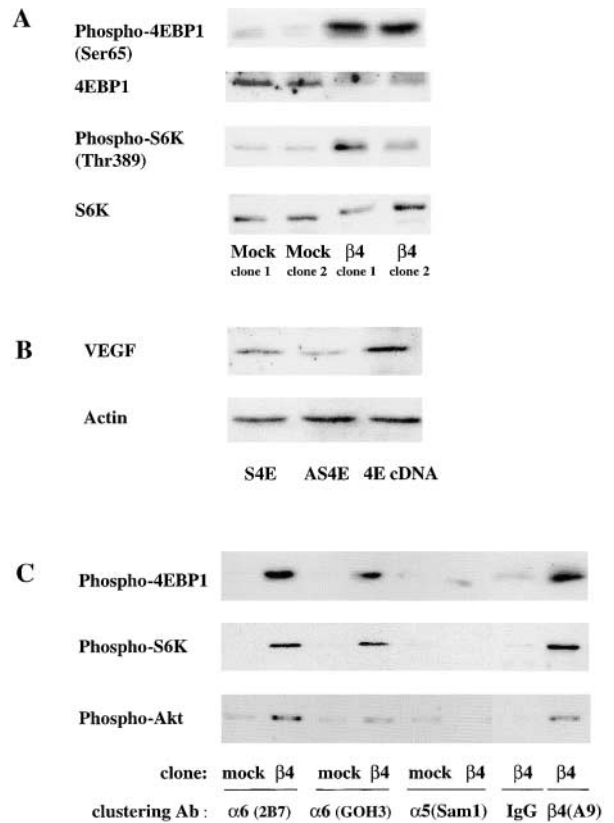 A
Phospho-4EBP1
(Ser65)
4EBP1
Phospho-S6K
(Thr389)
S6K
Mock Mock β4 β4
clone 1 clone 2 clone 1 clone 2
B
VEGF
Actin
S4E AS4E 4E cDNA
C
Phospho-4EBP1
Phospho-S6K
Phospho-Akt
clone: mock β4 mock β4 mock β4 β4 β4
clustering Ab : α6 (2B7) α6 (GOH3) α5(Sam1) IgG β4(A9)